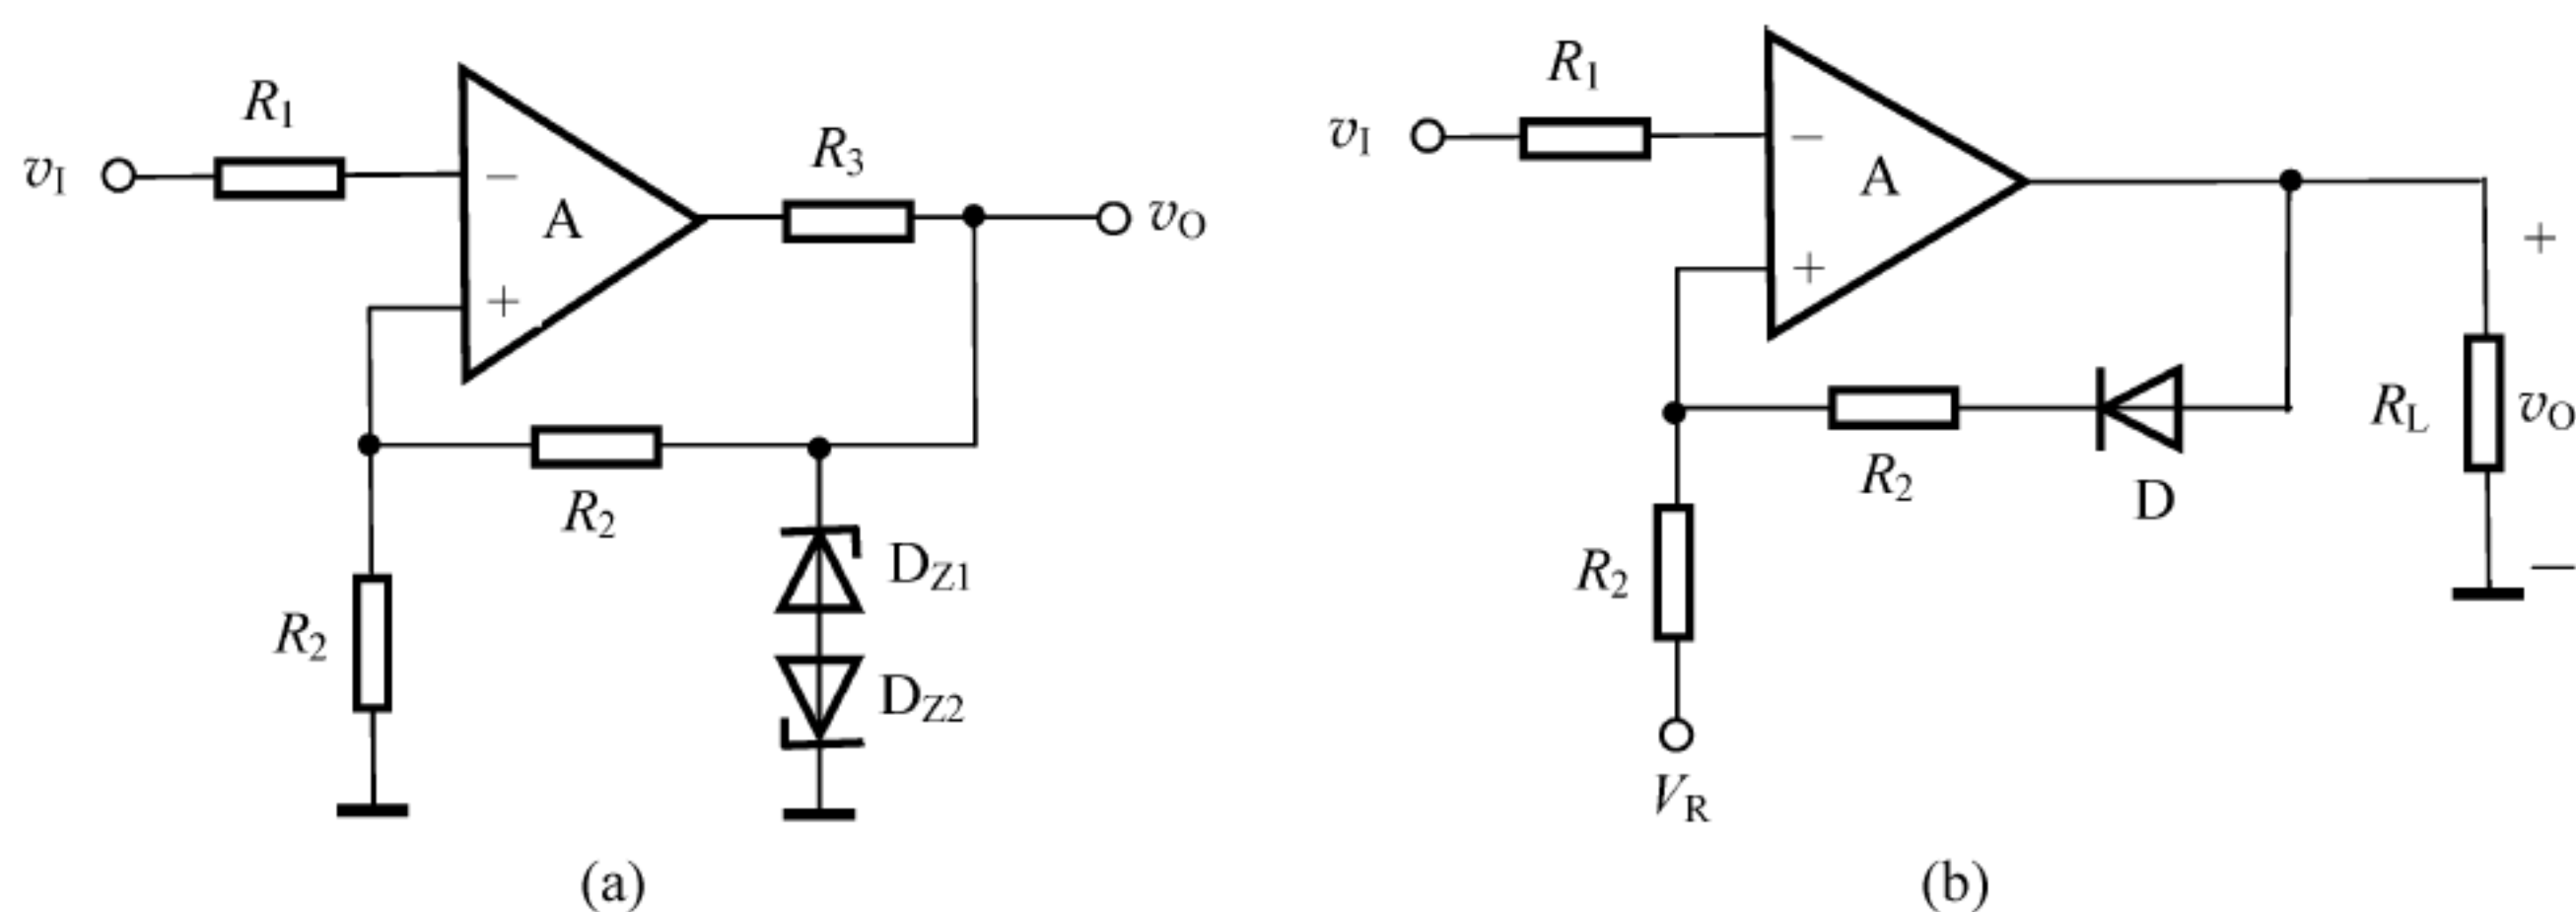 R1
vI
A
−
+
R3
vO
R2
R2
DZ1
DZ2
(a)
R1
vI
A
−
+
R2
D
R2
VR
RL
+
vO
−
(b)